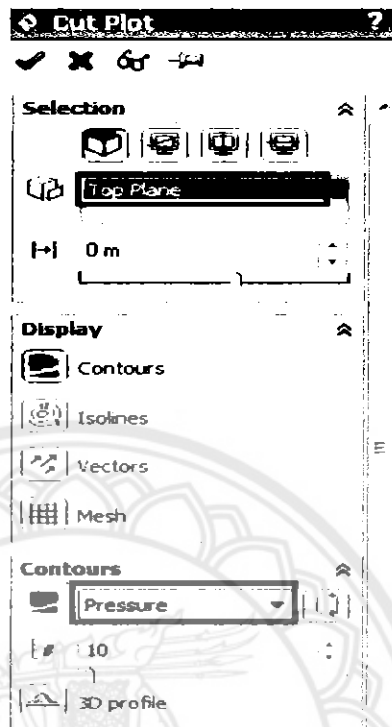 Cut Plot ?
Selection
Top Plane
0 m
Display
Contours
Isolines
Vectors
Mesh
Contours
Pressure
10
3D profile